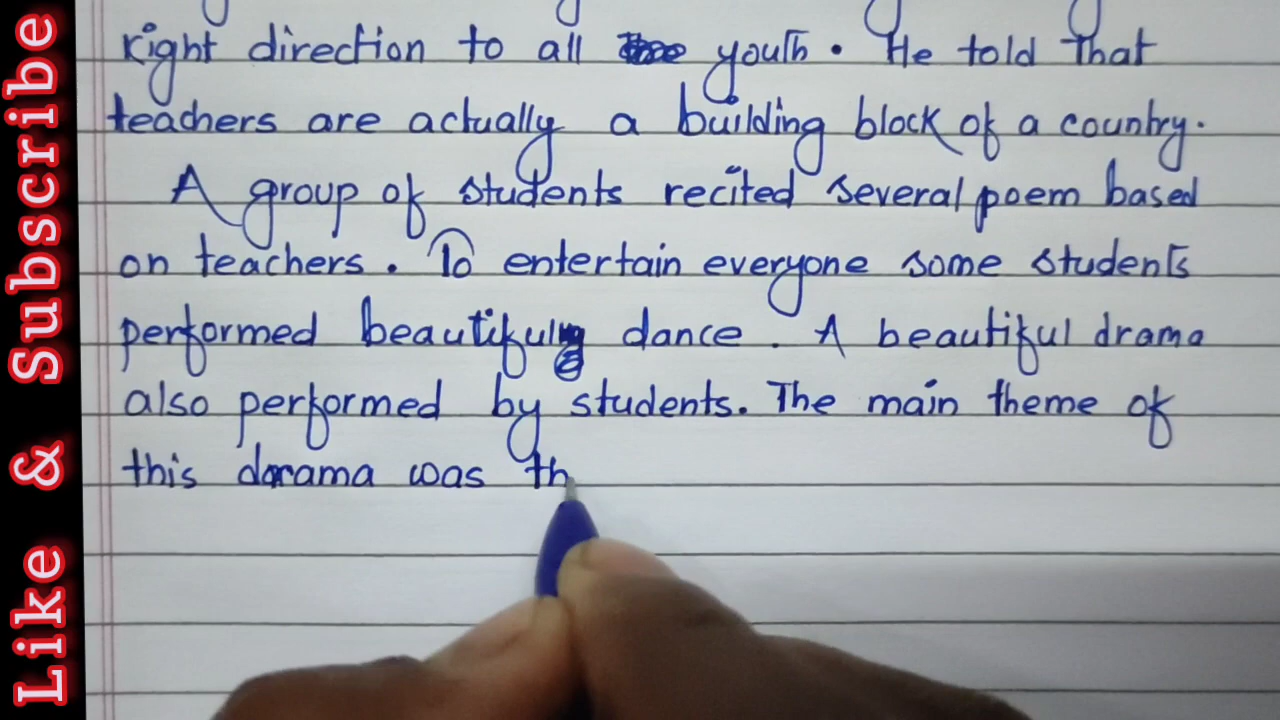 Like & Subscribe
right direction to all youth. He told that
teachers are actually a building block of a country.
A group of students recited several poem based
on teachers. To entertain everyone some students
performed beautiful dance. A beautiful drama
also performed by students. The main theme of
this darama was th